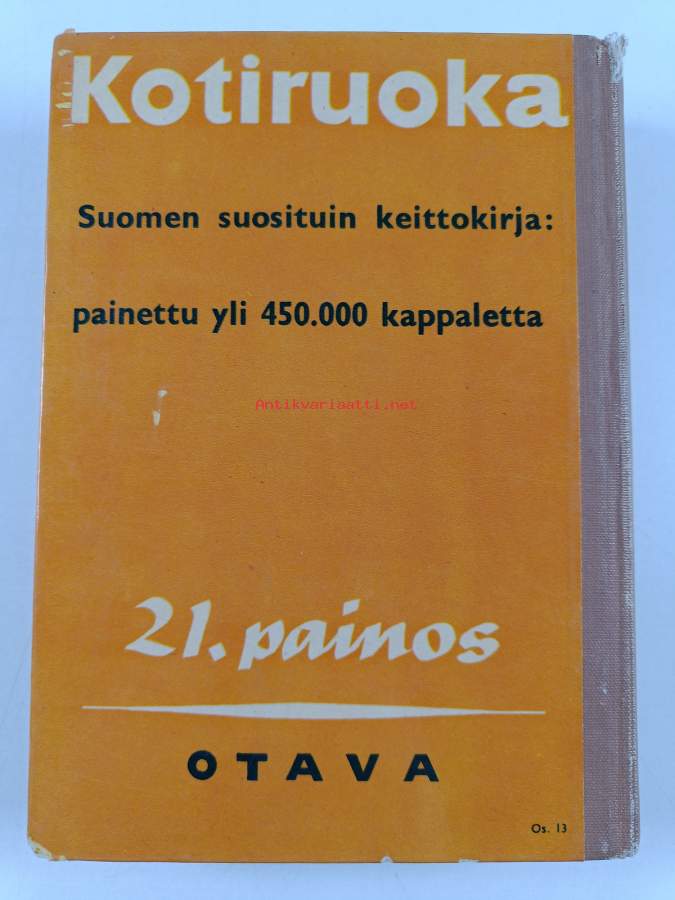 Kotiruoka
Suomen suosituin keittokirja:
painettu yli 450.000 kappaletta
Antikvariaatti.net
21. painos
OTAVA
Os. 13